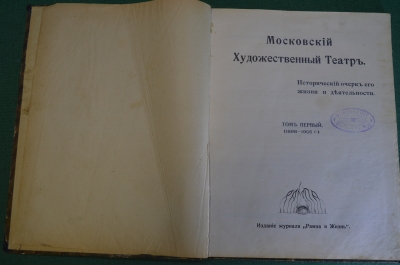 Московскій
Художественный Театръ.
Историческій очеркъ его
жизни и дѣятельности.
ТОМЪ ПЕРВЫЙ.
Изданіе журнала „Рампа и Жизнь“.